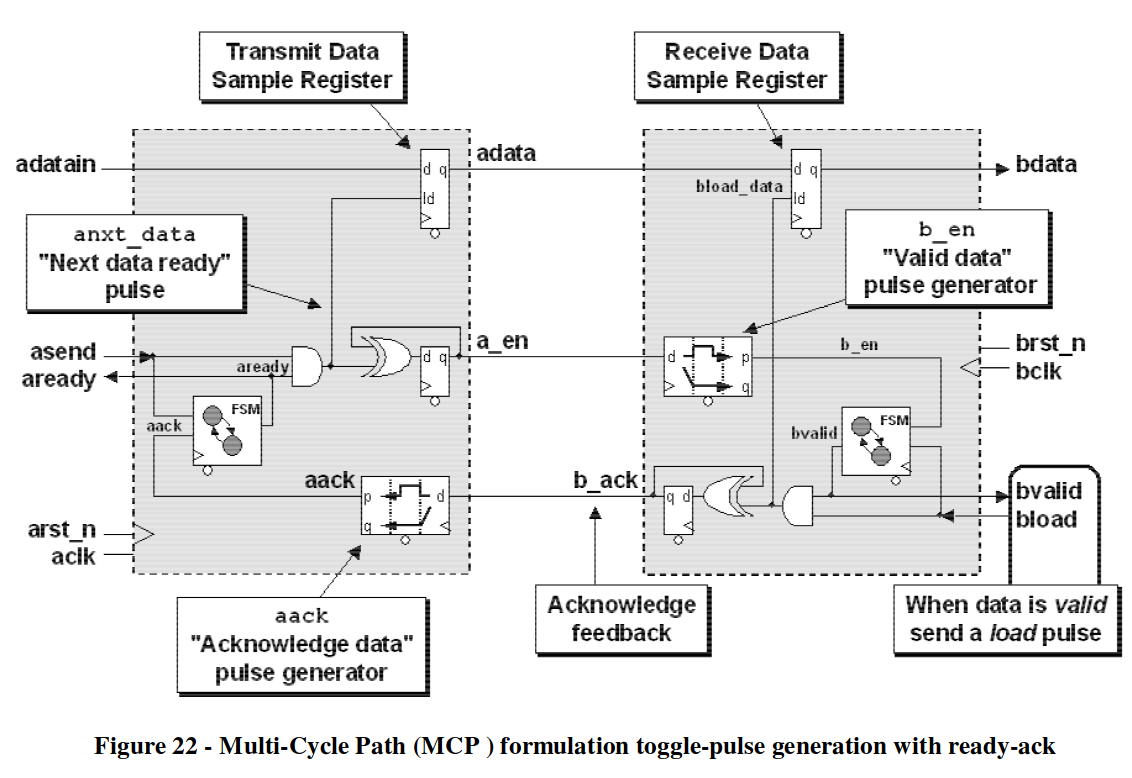 Transmit Data
Sample Register
Receive Data
Sample Register
adatain
d q
ld
adata
bload_data
d q
ld
bdata
anxt_data
"Next data ready"
pulse
b_en
"Valid data"
pulse generator
asend
aready
aready
d q
a_en
d
p
q
b_en
brst_n
bclk
aack
FSM
bvalid
FSM
aack
p
d
q
b_ack
q d
bvalid
bload
arst_n
aclk
aack
"Acknowledge data"
pulse generator
Acknowledge
feedback
When data is valid
send a load pulse
Figure 22 - Multi-Cycle Path (MCP ) formulation toggle-pulse generation with ready-ack